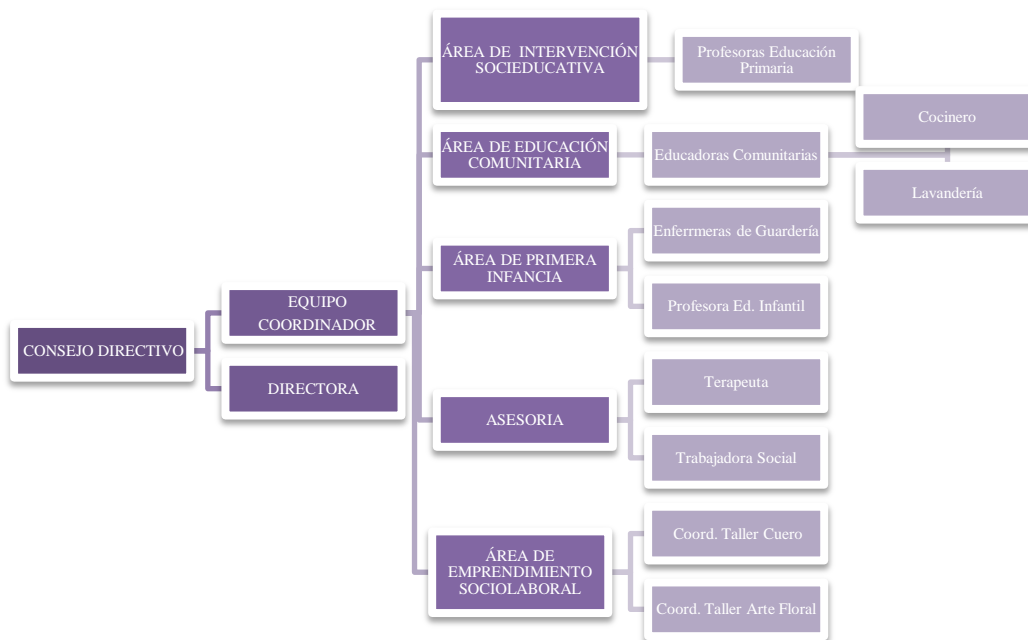 ÁREA DE INTERVENCIÓN
SOCIEDUCATIVA
Profesoras Educación
Primaria
Cocinero
ÁREA DE EDUCACIÓN
COMUNITARIA
Educadoras Comunitarias
Lavandería
ÁREA DE PRIMERA
INFANCIA
Enferrmeras de Guardería
Profesora Ed. Infantil
EQUIPO
COORDINADOR
CONSEJO DIRECTIVO
DIRECTORA
ASESORIA
Terapeuta
Trabajadora Social
ÁREA DE
EMPRENDIMIENTO
SOCIOLABORAL
Coord. Taller Cuero
Coord. Taller Arte Floral